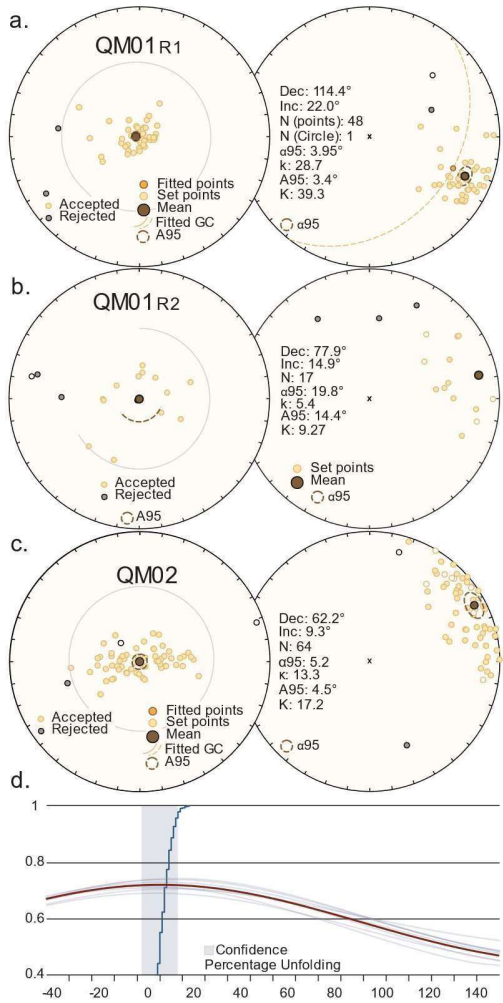 a.
QM01 R1
Accepted
Rejected
Fitted points
Set points
Mean
Fitted GC
A95
Dec: 114.4°
Inc: 22.0°
N (points): 48
N (Circle): 1
α95: 3.95°
k: 28.7
A95: 3.4°
K: 39.3
x
α95
b.
QM01 R2
Accepted
Rejected
A95
Dec: 77.9°
Inc: 14.9°
N: 17
α95: 19.8°
k: 5.4
A95: 14.4°
K: 9.27
x
Set points
Mean
α95
c.
QM02
Accepted
Rejected
Fitted points
Set points
Mean
Fitted GC
A95
Dec: 62.2°
Inc: 9.3°
N: 64
α95: 5.2
κ: 13.3
A95: 4.5°
K: 17.2
x
α95
d.
1
0.8
0.6
0.4
Confidence
Percentage Unfolding
-40 -20 0 20 40 60 80 100 120 140